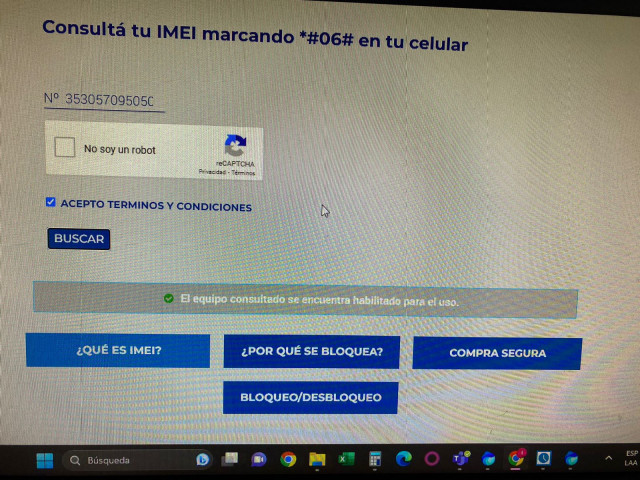 Consultá tu IMEI marcando *#06# en tu celular
Nº 35305709505
No soy un robot
reCAPTCHA
Privacidad - Términos
ACEPTO TERMINOS Y CONDICIONES
BUSCAR
El equipo consultado se encuentra habilitado para el uso.
¿QUÉ ES IMEI?
¿POR QUÉ SE BLOQUEA?
COMPRA SEGURA
BLOQUEO/DESBLOQUEO
Búsqueda
ESP
LAA